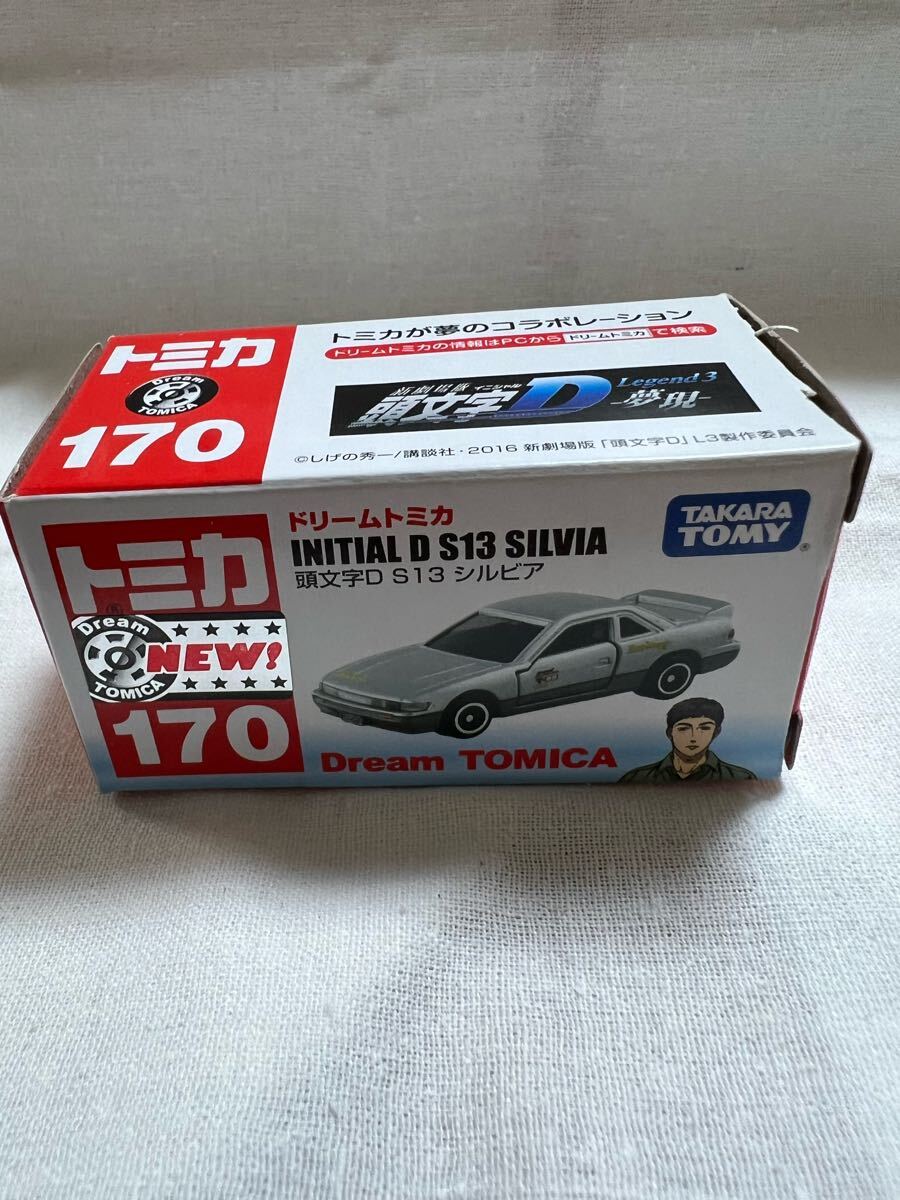 トミカ
Dream
TOMICA
170
トミカが夢のコラボレーション
ドリームトミカの情報はPCから ドリームトミカ で検索
新劇場版 イニシャル
頭文字D Legend3
-夢現-
©しげの秀一/講談社・2016 新劇場版「頭文字D」L3製作委員会
トミカ
®
Dream
TOMICA
NEW!
170
ドリームトミカ
INITIAL D S13 SILVIA
頭文字D S13 シルビア
TAKARA
TOMY®
Dream TOMICA